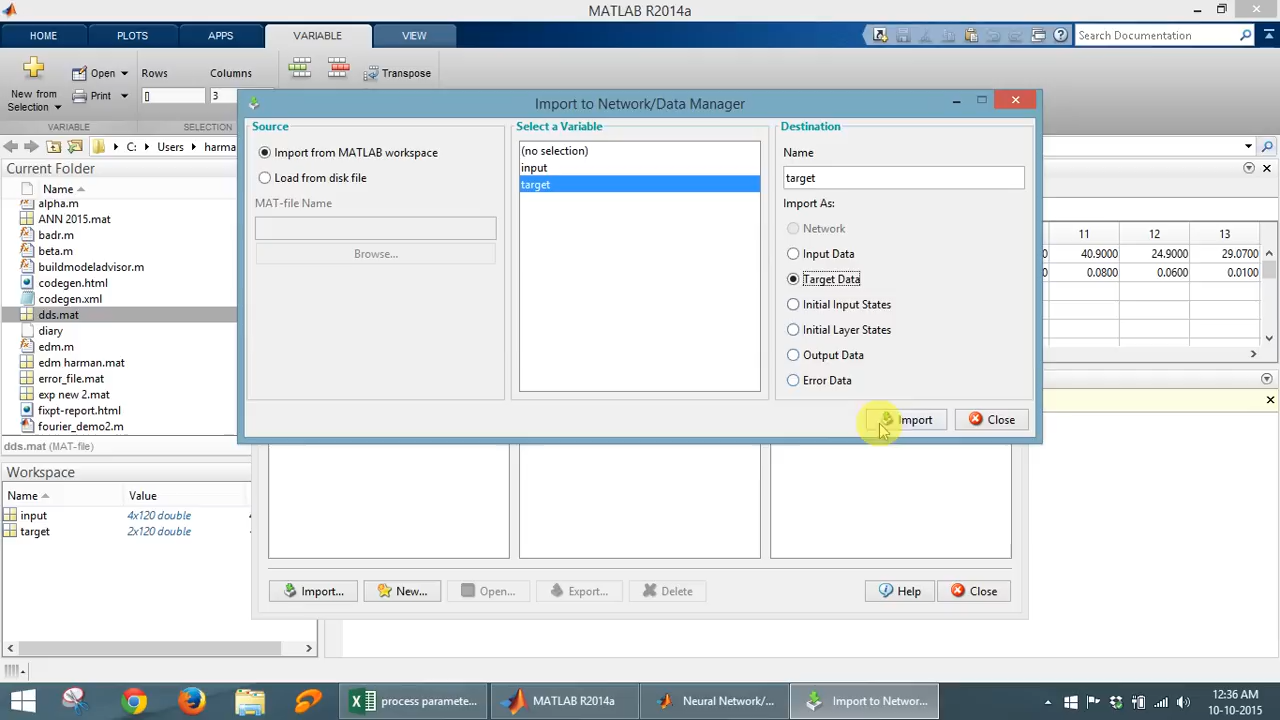 MATLAB R2014a
HOME
PLOTS
APPS
VARIABLE
VIEW
Search Documentation
New from
Selection
Open
Print
Rows
Columns
[]
3
Transpose
VARIABLE
SELECTION
C:
Users
harma
Current Folder
Name
alpha.m
ANN 2015.mat
badr.m
beta.m
buildmodeladvisor.m
codegen.html
codegen.xml
dds.mat
diary
edm.m
edm harman.mat
error_file.mat
exp new 2.mat
fixpt-report.html
fourier_demo2.m
dds.mat (MAT-file)
Workspace
Name
Value
input
4x120 double
target
2x120 double
Import to Network/Data Manager
Source
Import from MATLAB workspace
Load from disk file
MAT-file Name
Browse...
Select a Variable
(no selection)
input
target
Destination
Name
target
Import As:
Network
Input Data
Target Data
Initial Input States
Initial Layer States
Output Data
Error Data
Import
Close
11
12
13
40.9000
24.9000
29.0700
0.0800
0.0600
0.0100
Import...
New...
Open...
Export...
Delete
Help
Close
process paramete...
MATLAB R2014a
Neural Network/...
Import to Networ...
12:36 AM
10-10-2015